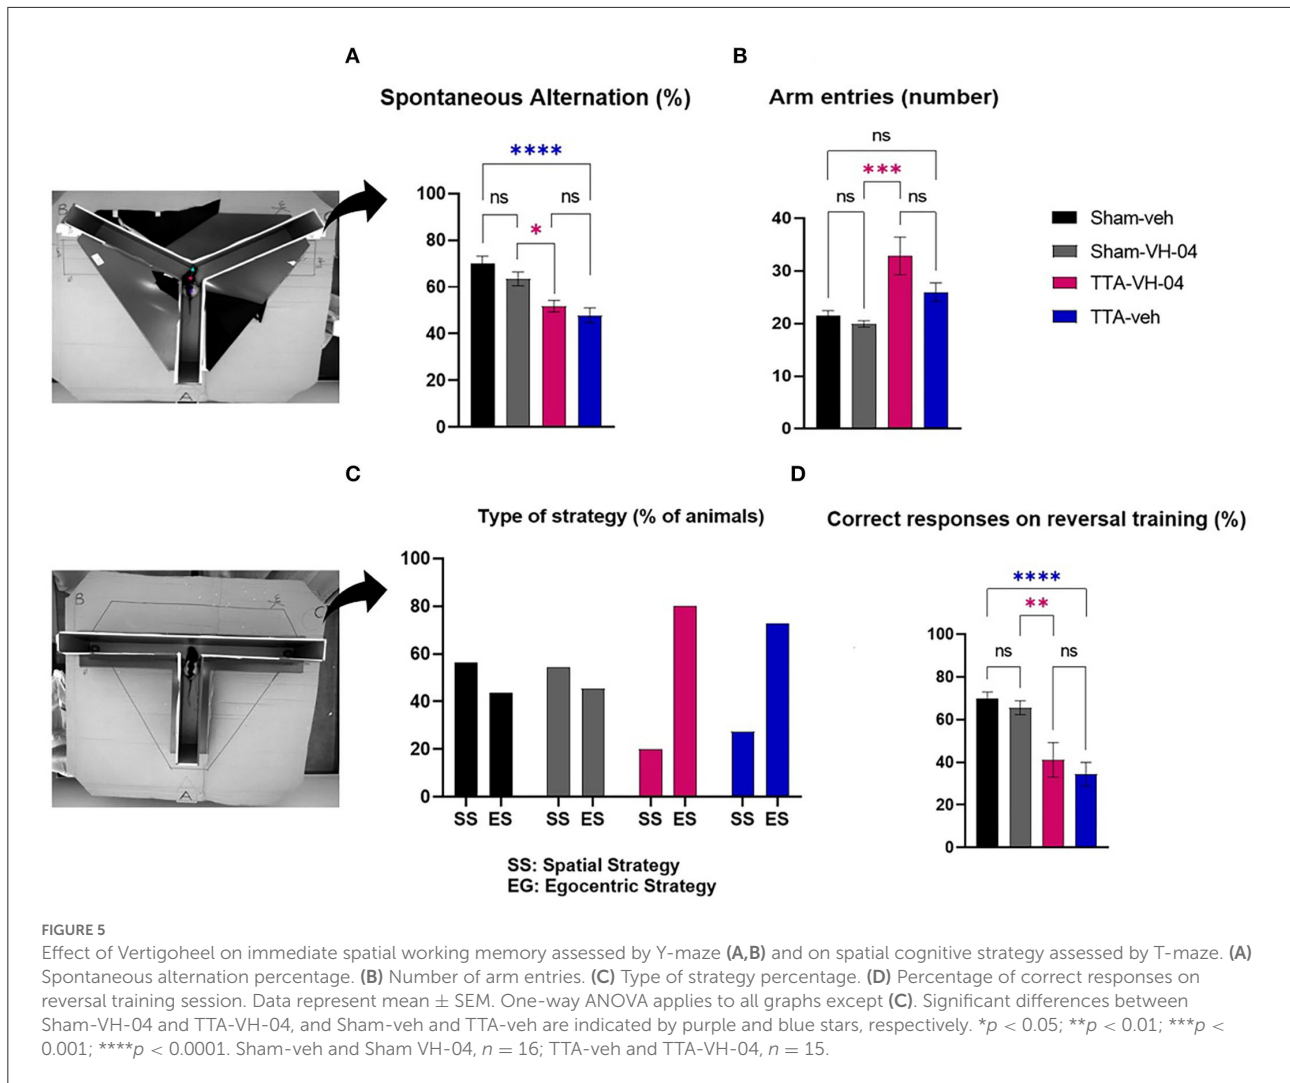 A
Spontaneous Alternation (%)
****
ns
ns
*
100
80
60
40
20
0
B
Arm entries (number)
ns
***
ns
ns
40
30
20
10
0
Sham-veh
Sham-VH-04
TTA-VH-04
TTA-veh
B
C
A
C
Type of strategy (% of animals)
100
80
60
40
20
0
SS ES SS ES SS ES SS ES
SS: Spatial Strategy
EG: Egocentric Strategy
B
C
A
D
Correct responses on reversal training (%)
****
**
ns
ns
100
80
60
40
20
0
FIGURE 5
Effect of Vertigoheel on immediate spatial working memory assessed by Y-maze (A,B) and on spatial cognitive strategy assessed by T-maze. (A)
Spontaneous alternation percentage. (B) Number of arm entries. (C) Type of strategy percentage. (D) Percentage of correct responses on
reversal training session. Data represent mean ± SEM. One-way ANOVA applies to all graphs except (C). Significant differences between
Sham-VH-04 and TTA-VH-04, and Sham-veh and TTA-veh are indicated by purple and blue stars, respectively. *p < 0.05; **p < 0.01; ***p <
0.001; ****p < 0.0001. Sham-veh and Sham VH-04, n = 16; TTA-veh and TTA-VH-04, n = 15.